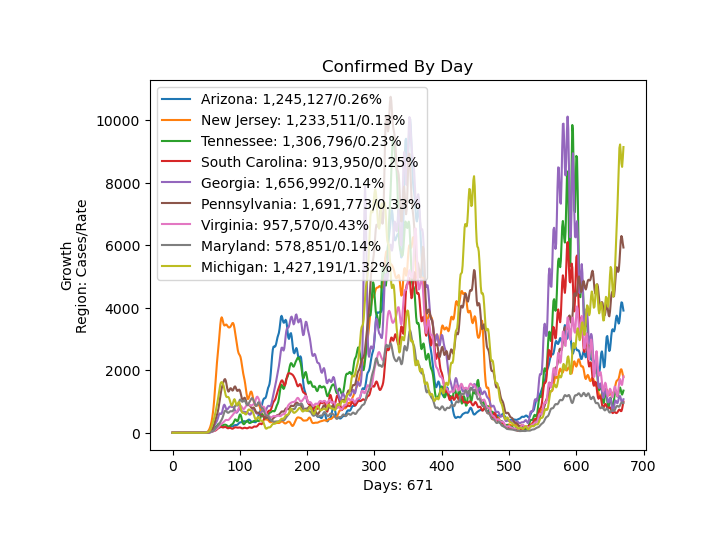 Confirmed By Day
Growth
Region: Cases/Rate
10000
8000
6000
4000
2000
0
Arizona: 1,245,127/0.26%
New Jersey: 1,233,511/0.13%
Tennessee: 1,306,796/0.23%
South Carolina: 913,950/0.25%
Georgia: 1,656,992/0.14%
Pennsylvania: 1,691,773/0.33%
Virginia: 957,570/0.43%
Maryland: 578,851/0.14%
Michigan: 1,427,191/1.32%
0 100 200 300 400 500 600 700
Days: 671